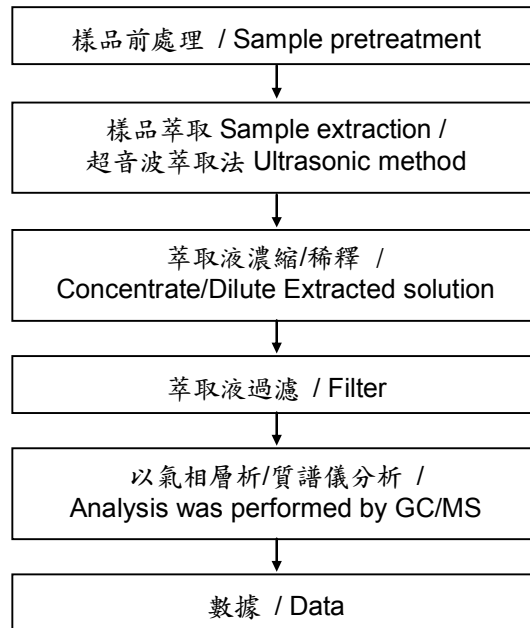 樣品前處理 / Sample pretreatment
樣品萃取 Sample extraction /
超音波萃取法 Ultrasonic method
萃取液濃縮/稀釋 /
Concentrate/Dilute Extracted solution
萃取液過濾 / Filter
以氣相層析/質譜儀分析 /
Analysis was performed by GC/MS
數據 / Data